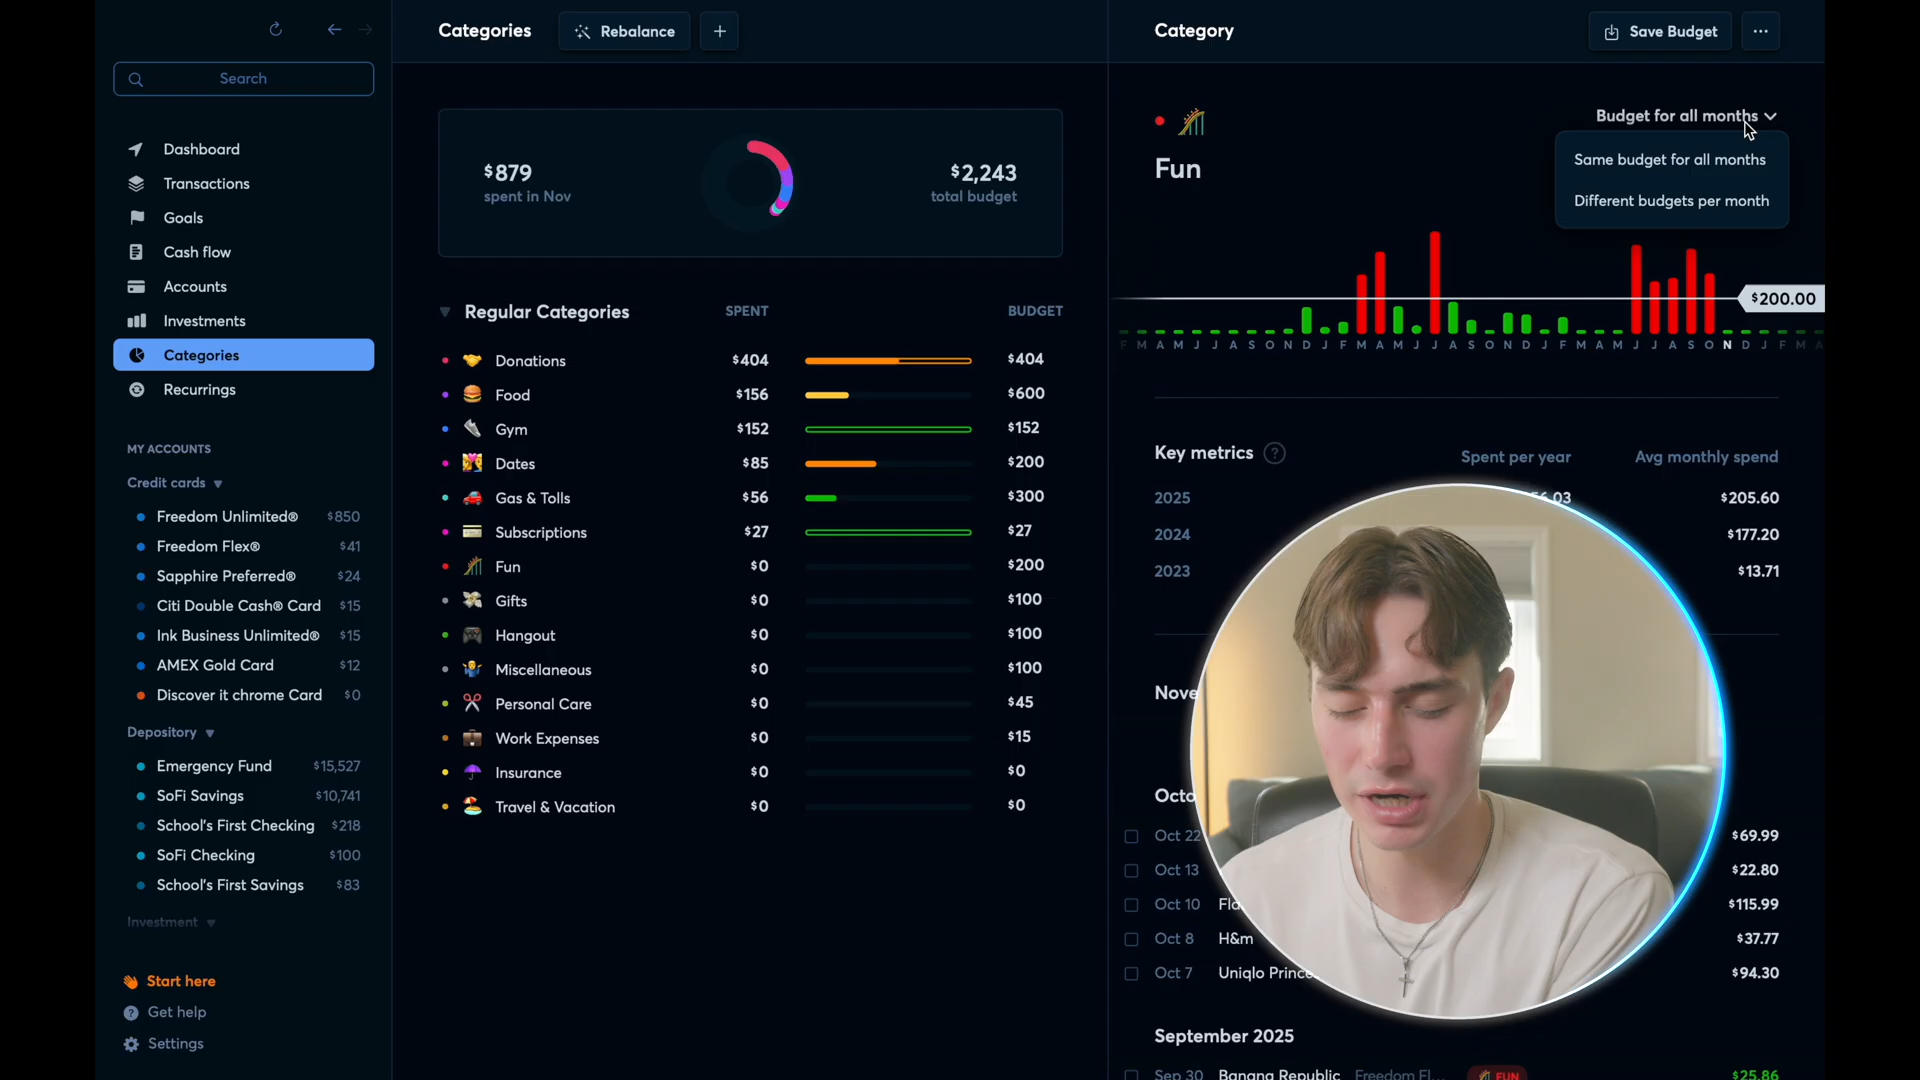 Search
Dashboard
Transactions
Goals
Cash flow
Accounts
Investments
Categories
Recurrings
MY ACCOUNTS
Credit cards
Freedom Unlimited® $850
Freedom Flex® $41
Sapphire Preferred® $24
Citi Double Cash® Card $15
Ink Business Unlimited® $15
AMEX Gold Card $12
Discover it chrome Card $0
Depository
Emergency Fund $15,527
SoFi Savings $10,741
School's First Checking $218
SoFi Checking $100
School's First Savings $83
Investment
Start here
Get help
Settings
Categories Rebalance
$879 $2,243
spent in Nov total budget
Regular Categories SPENT BUDGET
Donations $404 $404
Food $156 $600
Gym $152 $152
Dates $85 $200
Gas & Tolls $56 $300
Subscriptions $27 $27
Fun $0 $200
Gifts $0 $100
Hangout $0 $100
Miscellaneous $0 $100
Personal Care $0 $45
Work Expenses $0 $15
Insurance $0 $0
Travel & Vacation $0 $0
Category Save Budget
Budget for all months
Same budget for all months
Different budgets per month
Fun
$200.00
F M A M J J A S O N D J F M A M J J A S O N D J F M A M J J A S O N D J F M A
Key metrics Spent per year Avg monthly spend
2025 $205.60
2024 $177.20
2023 $13.71
Oct 22 $69.99
Oct 13 $22.80
Oct 10 $115.99
Oct 8 H&m $37.77
Oct 7 Uniqlo $94.30
September 2025
Sep 30 Banana Republic Freedom Fl... FUN $25.86